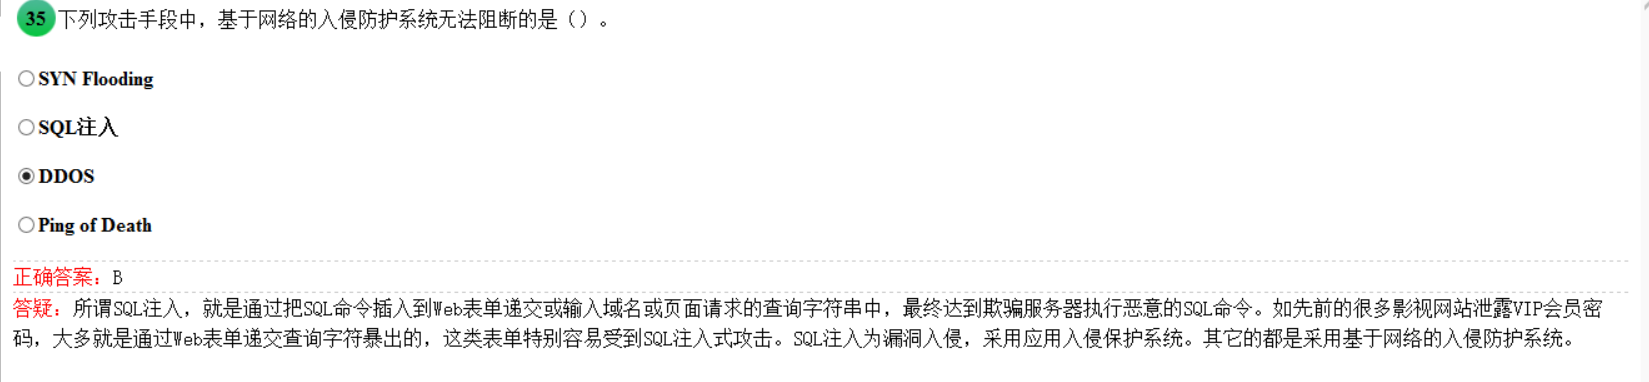 35 下列攻击手段中，基于网络的入侵防护系统无法阻断的是（）。
SYN Flooding
SQL注入
DDOS
Ping of Death
正确答案：B
答疑：所谓SQL注入，就是通过把SQL命令插入到Web表单递交或输入域名或页面请求的查询字符串中，最终达到欺骗服务器执行恶意的SQL命令。如先前的很多影视网站泄露VIP会员密
码，大多就是通过Web表单递交查询字符暴出的，这类表单特别容易受到SQL注入式攻击。SQL注入为漏洞入侵，采用应用入侵保护系统。其它的都是采用基于网络的入侵防护系统。